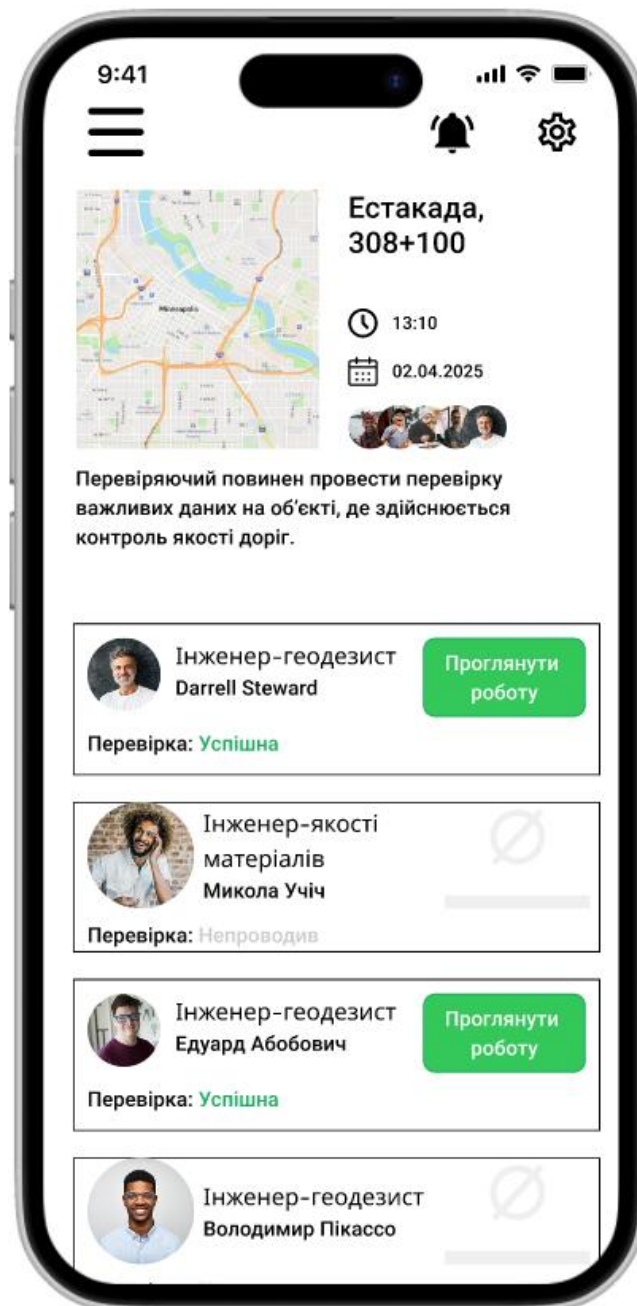 9:41
Естакада,
308+100
Minneapolis
13:10
02.04.2025
Перевіряючий повинен провести перевірку
важливих даних на об’єкті, де здійснюється
контроль якості доріг.
Інженер-геодезист
Darrell Steward
Проглянути
роботу
Перевірка: Успішна
Інженер-якості
матеріалів
Микола Учіч
Перевірка: Непроводив
Інженер-геодезист
Едуард Абобович
Проглянути
роботу
Перевірка: Успішна
Інженер-геодезист
Володимир Пікассо